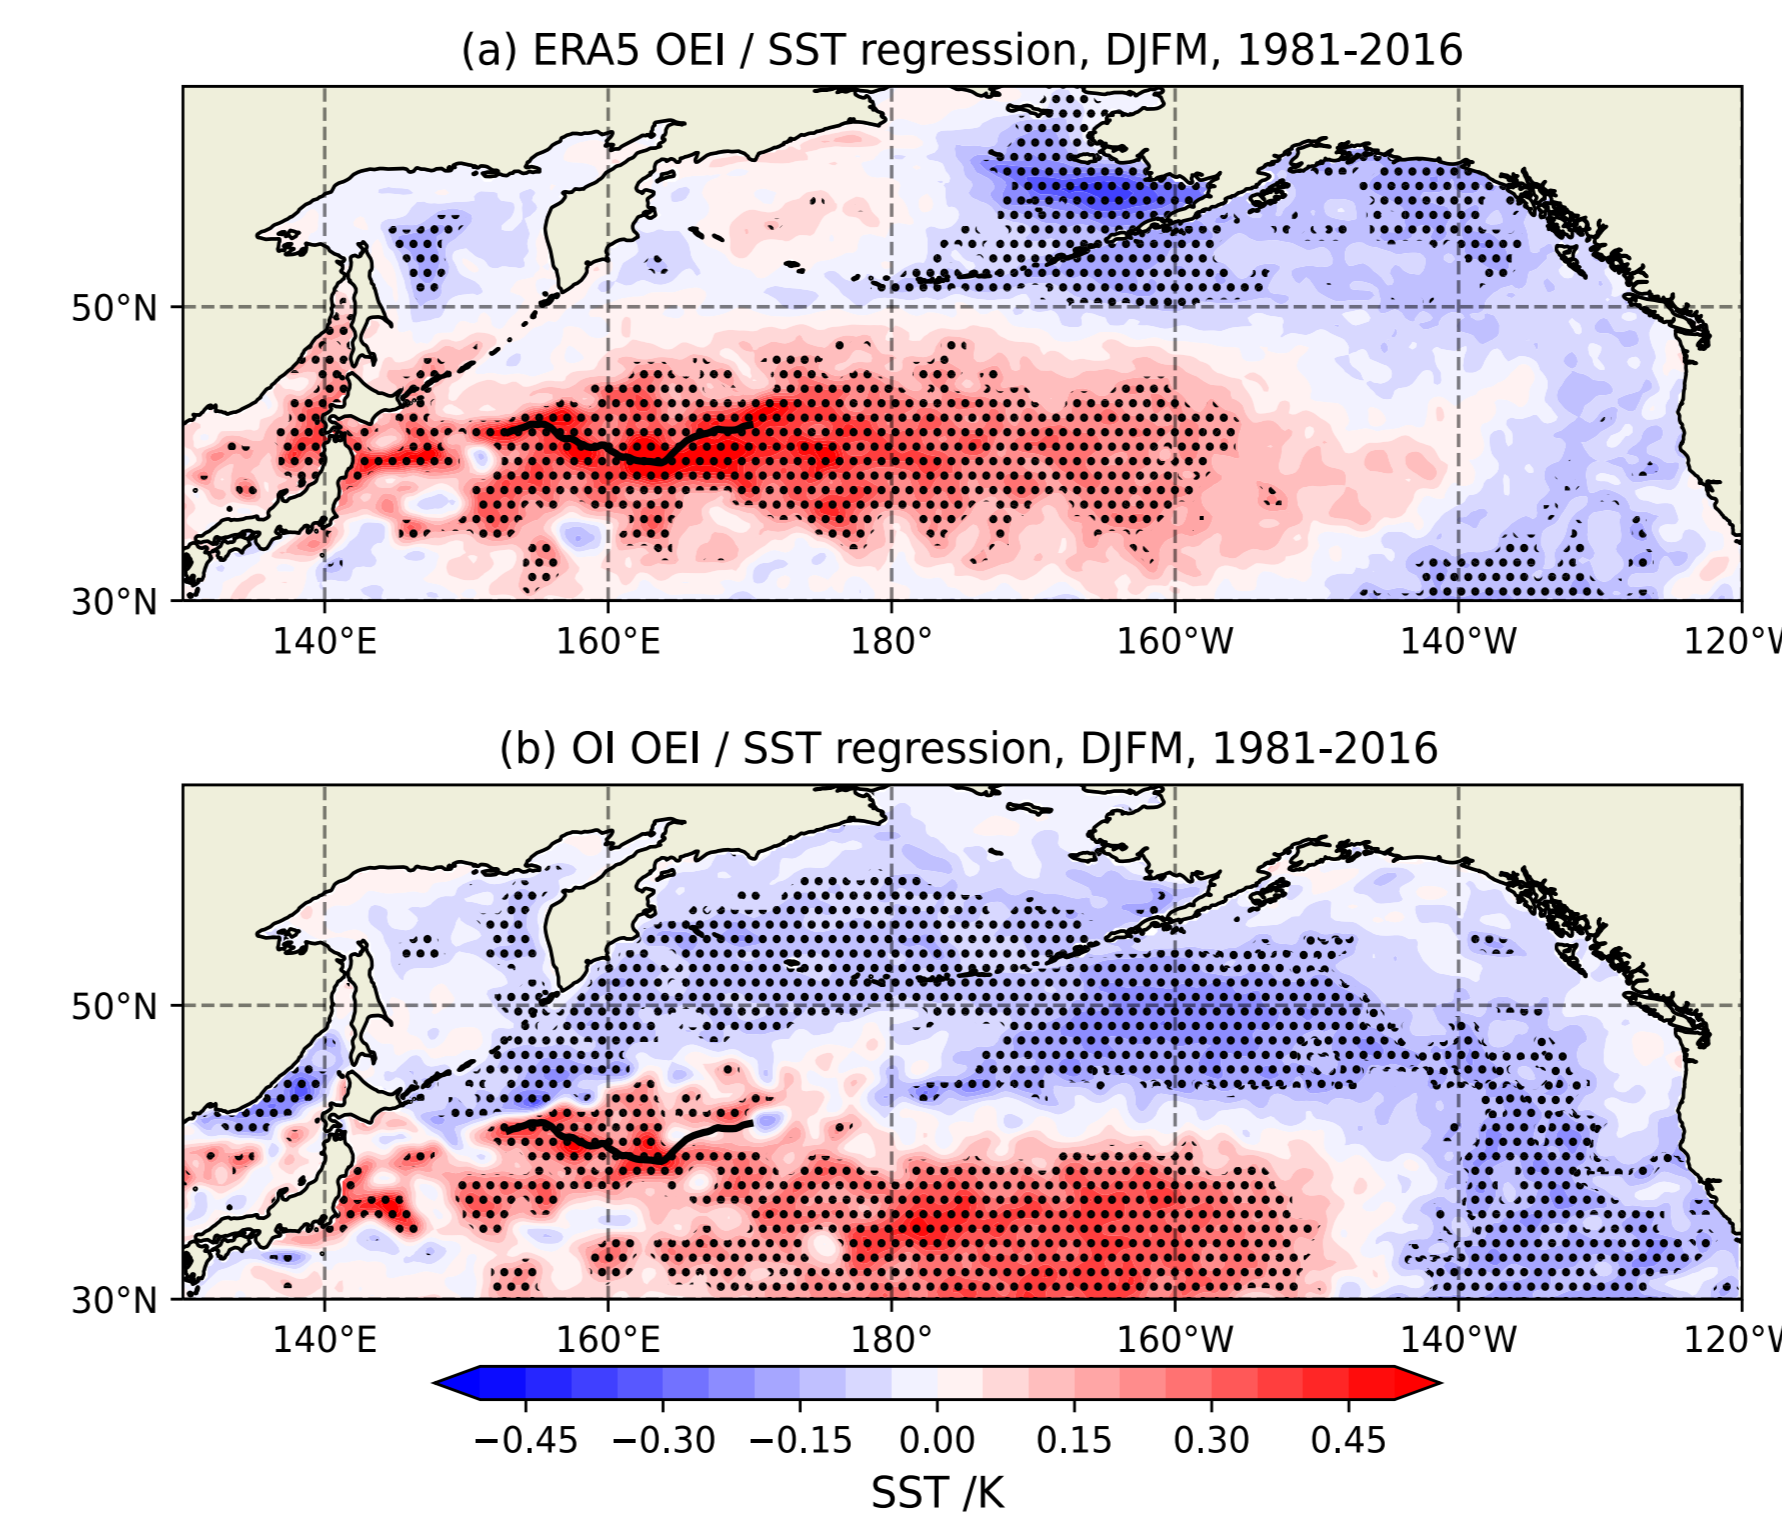 (a) ERA5 OEI / SST regression, DJFM, 1981-2016
50°N
30°N
140°E 160°E 180° 160°W 140°W 120°W
(b) OI OEI / SST regression, DJFM, 1981-2016
50°N
30°N
140°E 160°E 180° 160°W 140°W 120°W
−0.45 −0.30 −0.15 0.00 0.15 0.30 0.45
SST /K